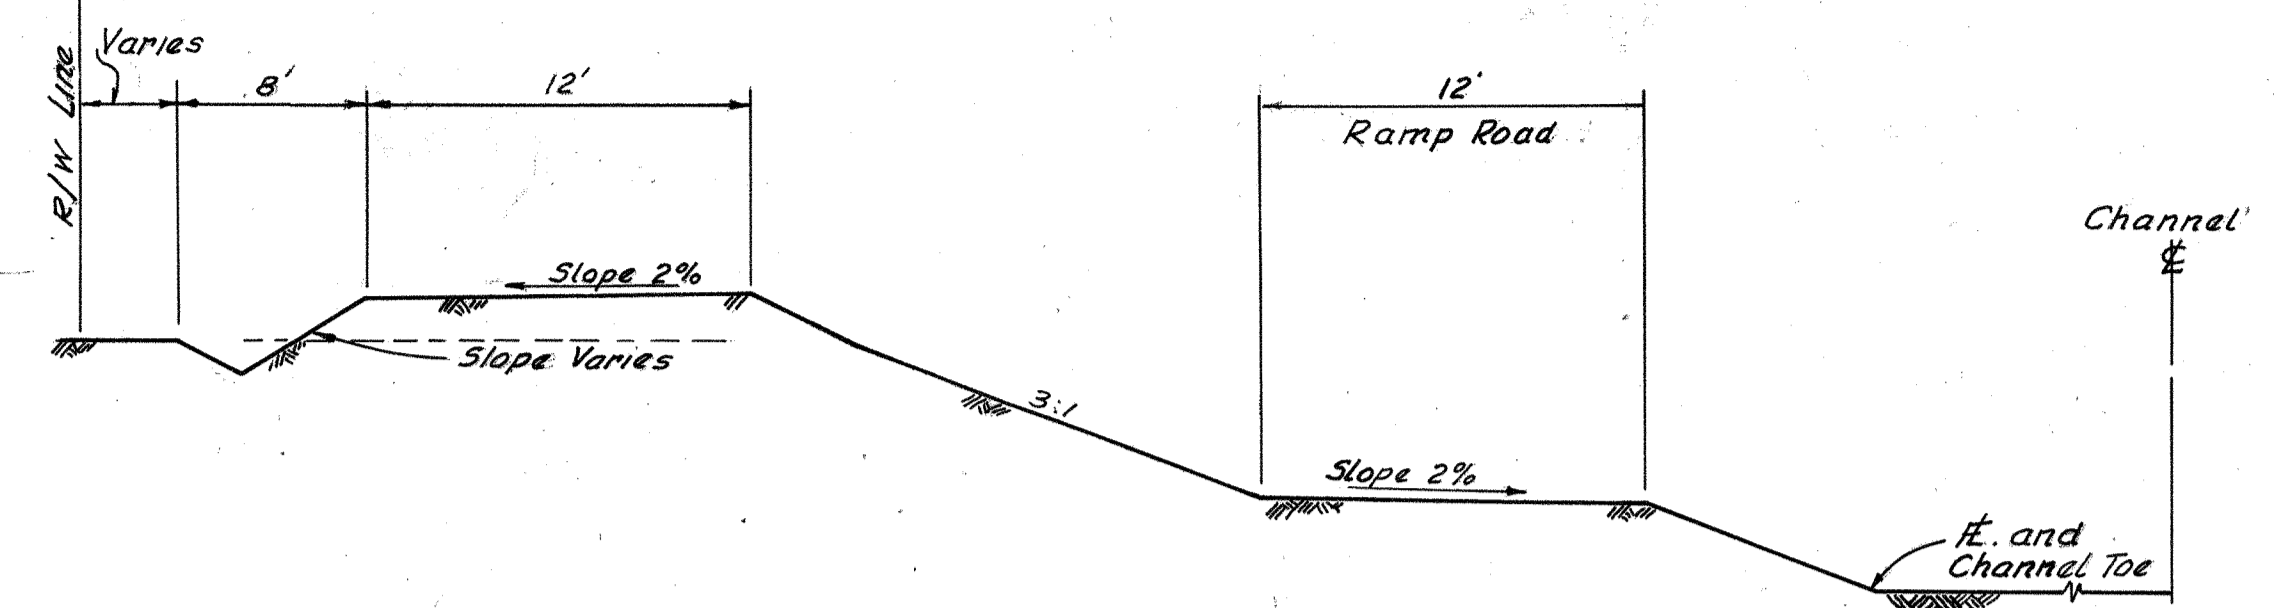 R/W Line
Varies
8'
12'
12'
Ramp Road
Channel
℄
Slope 2%
Slope Varies
3:1
Slope 2%
and
Channel Toe